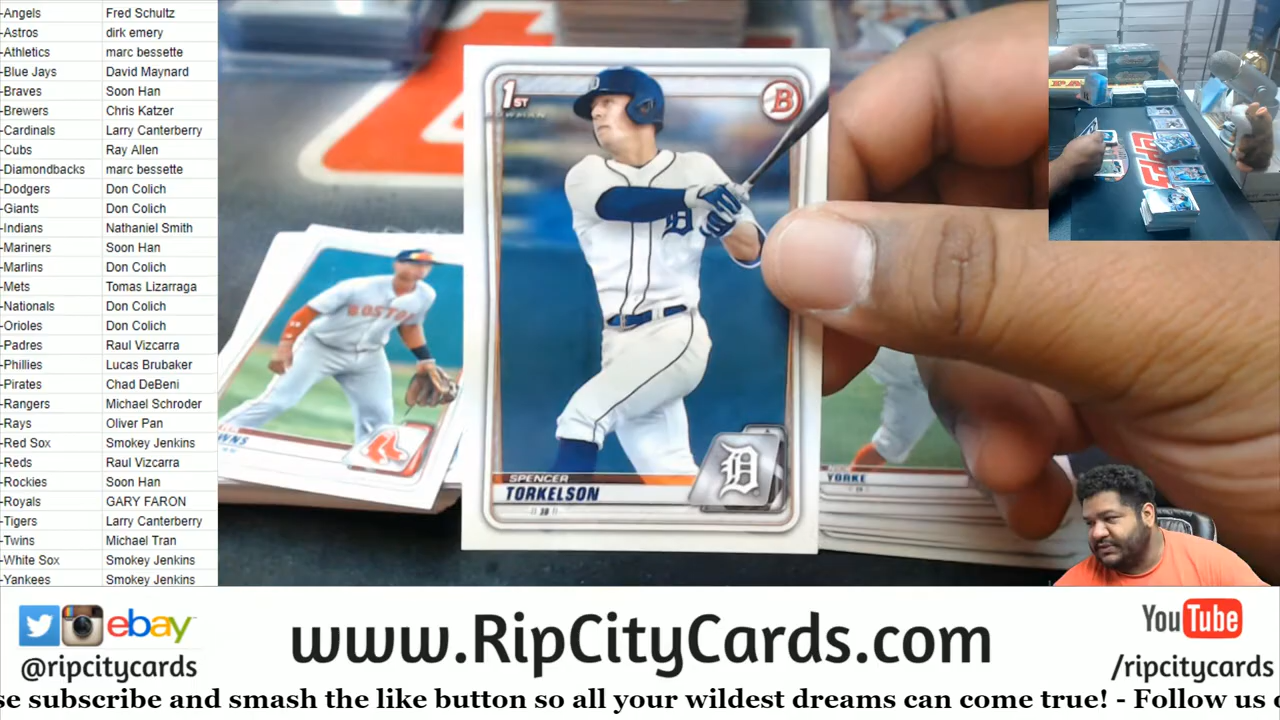 -Angels Fred Schultz
-Astros dirk emery
-Athletics marc bessette
-Blue Jays David Maynard
-Braves Soon Han
-Brewers Chris Katzer
-Cardinals Larry Canterberry
-Cubs Ray Allen
-Diamondbacks marc bessette
-Dodgers Don Colich
-Giants Don Colich
-Indians Nathaniel Smith
-Mariners Soon Han
-Marlins Don Colich
-Mets Tomas Lizarraga
-Nationals Don Colich
-Orioles Don Colich
-Padres Raul Vizcarra
-Phillies Lucas Brubaker
-Pirates Chad DeBeni
-Rangers Michael Schroder
-Rays Oliver Pan
-Red Sox Smokey Jenkins
-Reds Raul Vizcarra
-Rockies Soon Han
-Royals GARY FARON
-Tigers Larry Canterberry
-Twins Michael Tran
-White Sox Smokey Jenkins
-Yankees Smokey Jenkins
1ST
BOWMAN
B
D
D
SPENCER
TORKELSON
D
BOSTON
WNS
YORKE
ebay
@ripcitycards
www.RipCityCards.com
YouTube
/ripcitycards
se subscribe and smash the like button so all your wildest dreams can come true! - Follow us